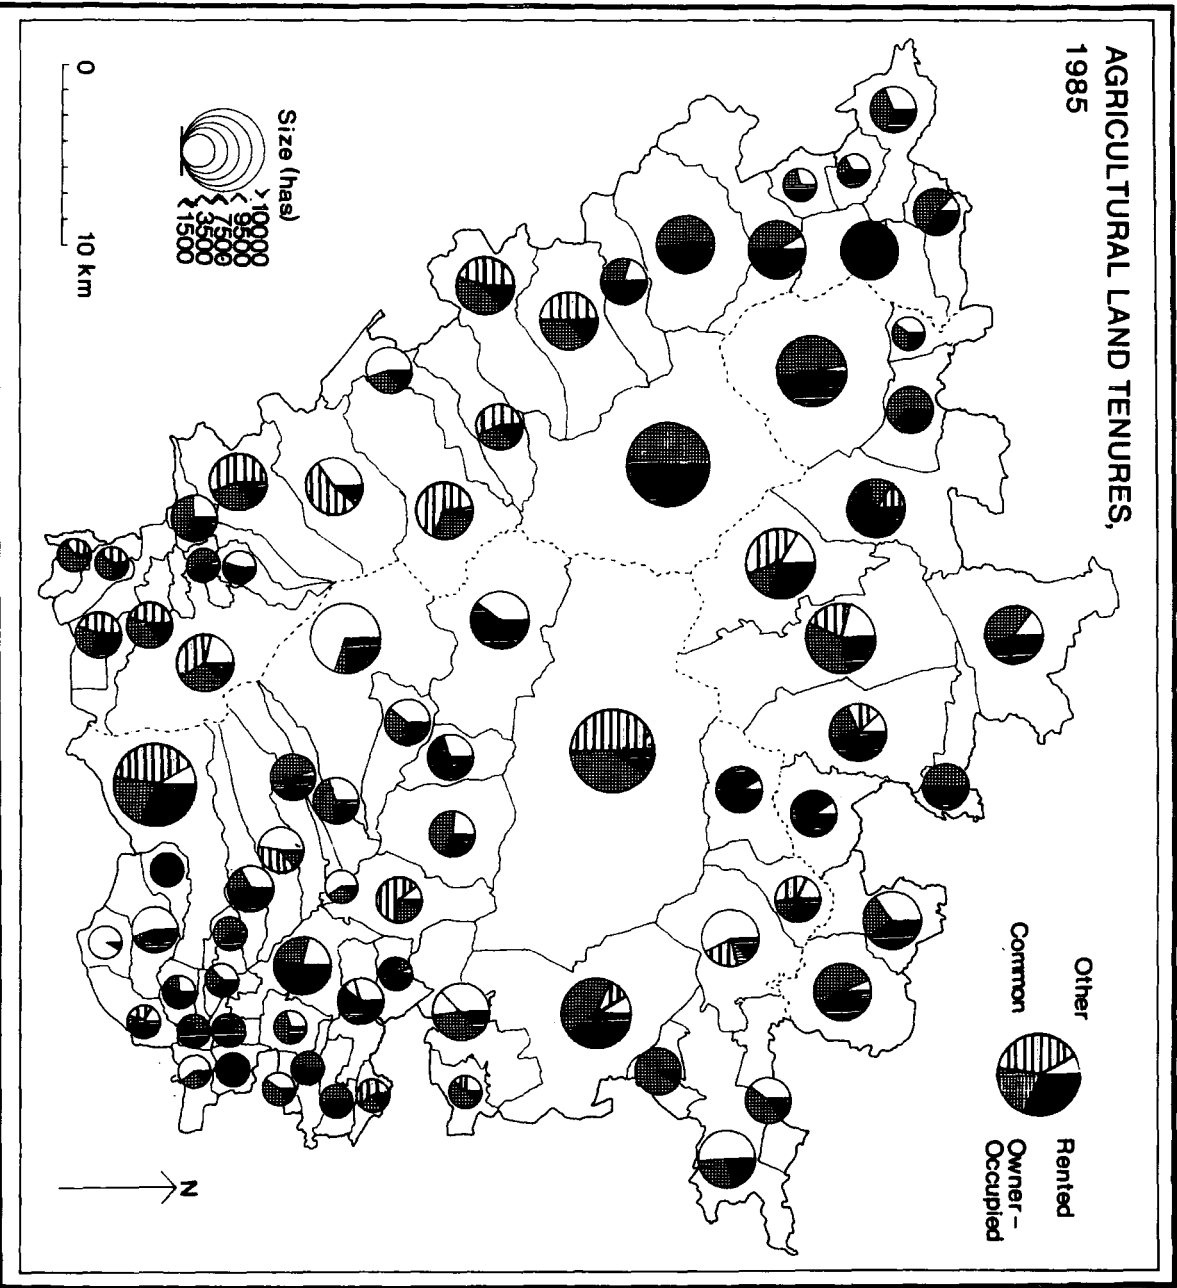 AGRICULTURAL LAND TENURES,
1985
Other
Common
Rented
Owner-
Occupied
Size (has)
>10000
<9500
<7500
<3500
<1500
0 10 km
N